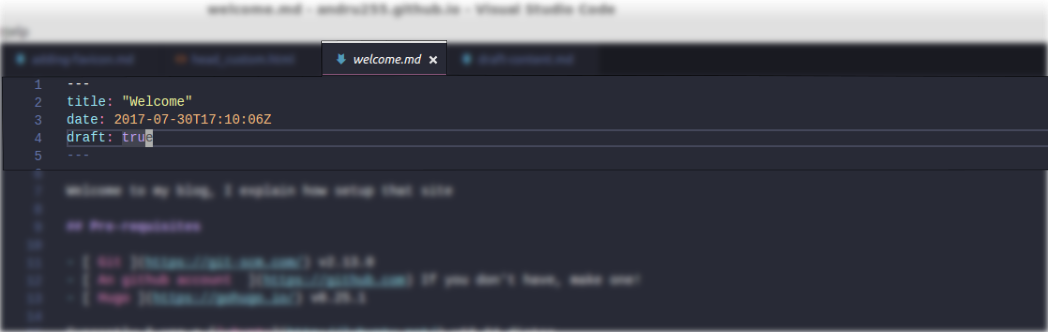 welcome.md - andru255.github.io - Visual Studio Code
Help
welcome.md ×
1 ---
2 title: "Welcome"
3 date: 2017-07-30T17:10:06Z
4 draft: true
5 ---
6
7 Welcome to my blog, I explain how setup that site
8
9 ## Pre-requisites
10
11 - [ Git ](https://git-scm.com/) v2.13.0
12 - [ An github account ](https://github.com) If you don't have, make one!
13 - [ Hugo ](https://gohugo.io/) v0.25.1
14